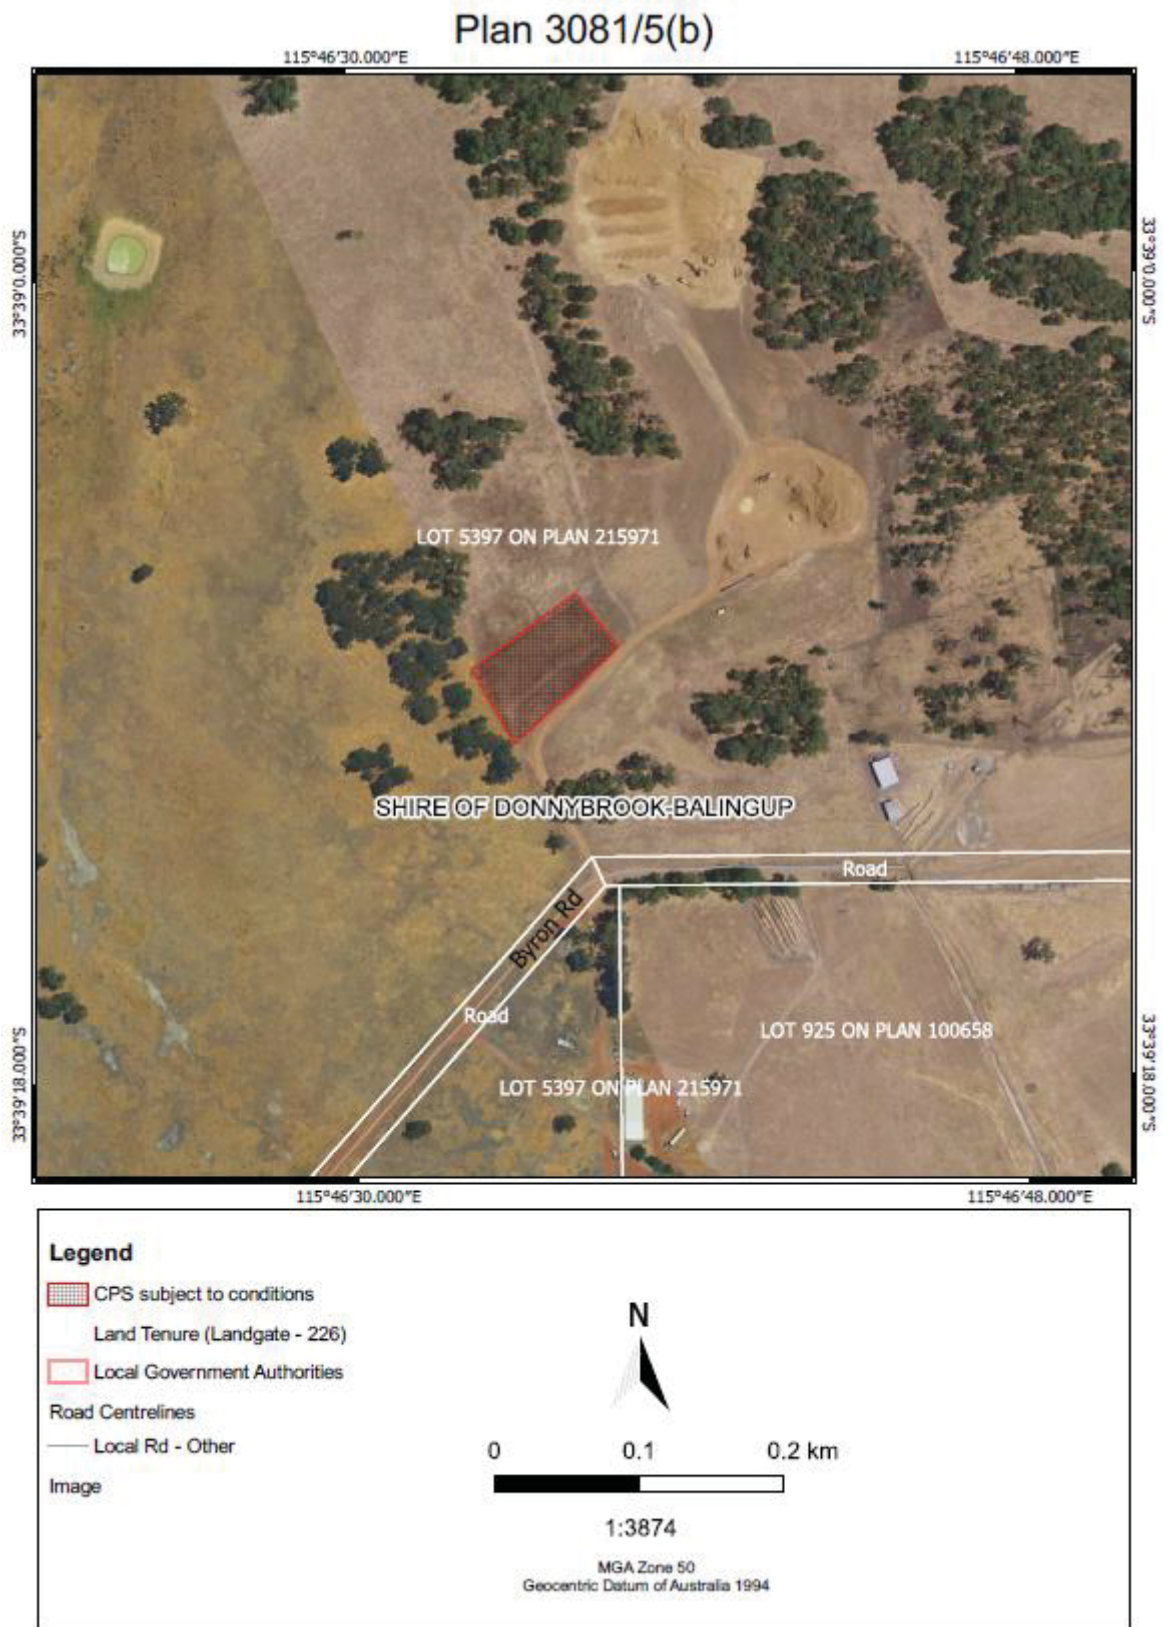 Plan 3081/5(b)
115°46'30.000"E
115°46'48.000"E
33°39'0.000"S
33°39'0.000"S
LOT 5397 ON PLAN 215971
SHIRE OF DONNYBROOK-BALINGUP
Road
Byron Rd
Road
LOT 925 ON PLAN 100658
LOT 5397 ON PLAN 215971
33°39'18.000"S
33°39'18.000"S
115°46'30.000"E
115°46'48.000"E
Legend
CPS subject to conditions
Land Tenure (Landgate - 226)
Local Government Authorities
Road Centrelines
Local Rd - Other
Image
N
0 0.1 0.2 km
1:3874
MGA Zone 50
Geocentric Datum of Australia 1994